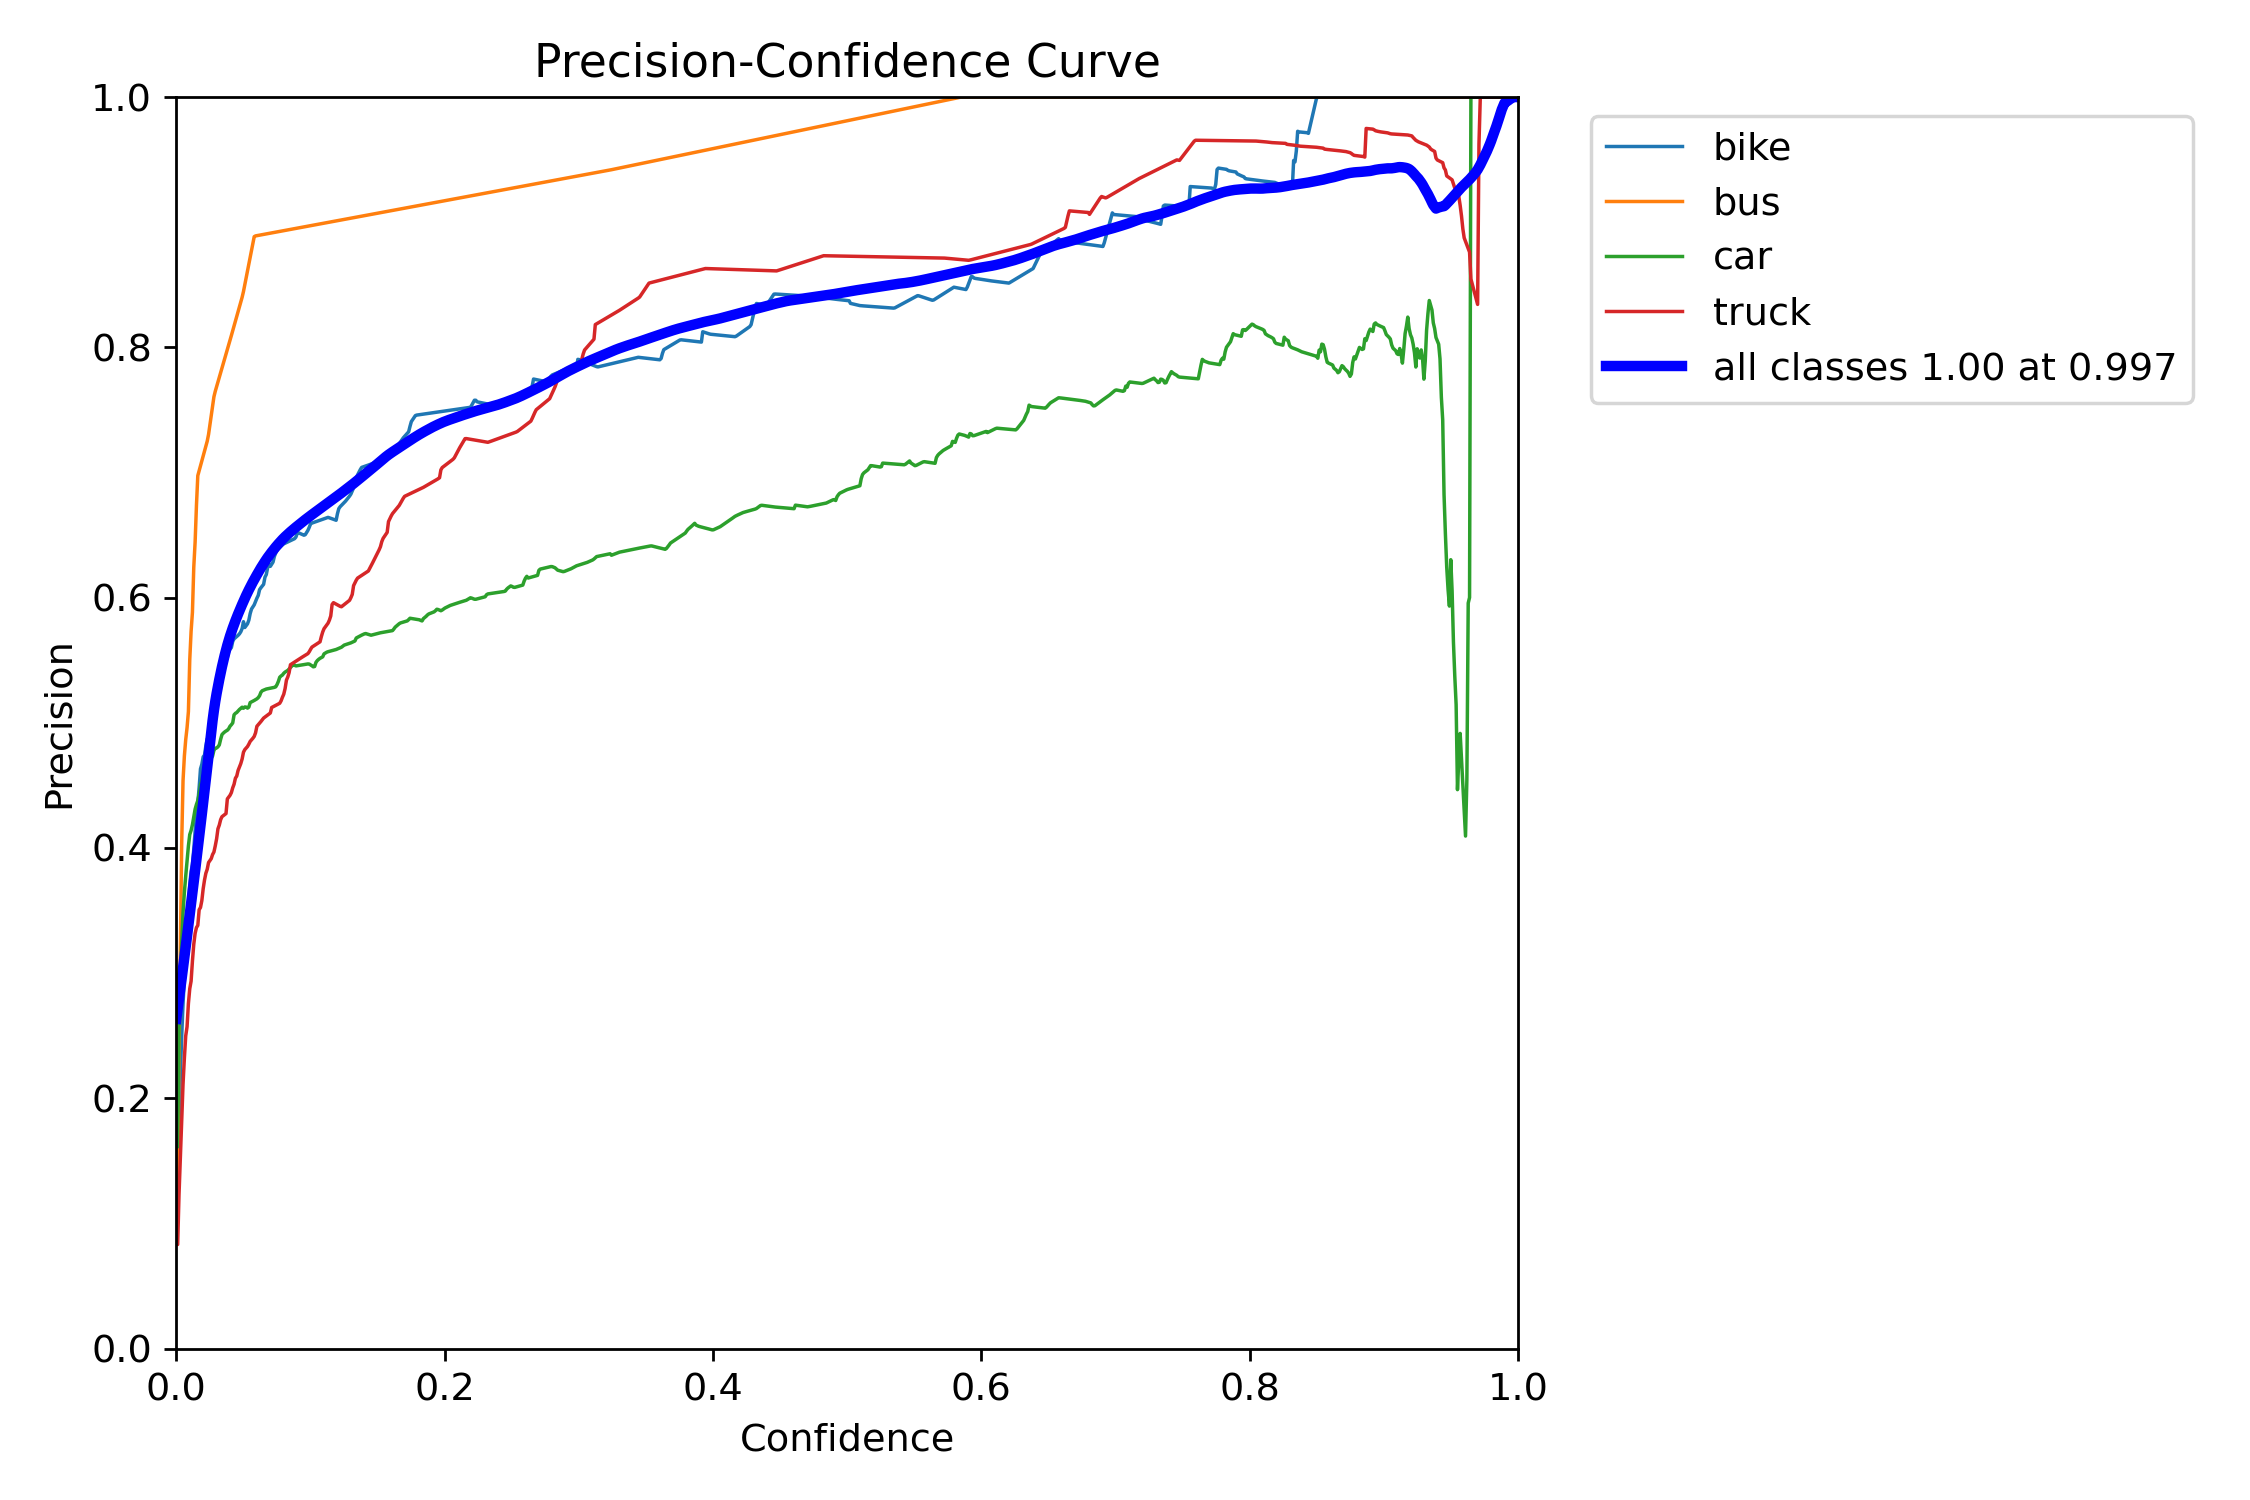 Precision-Confidence Curve
1.0
0.8
0.6
0.4
0.2
0.0
Precision
0.0 0.2 0.4 0.6 0.8 1.0
Confidence
bike
bus
car
truck
all classes 1.00 at 0.997